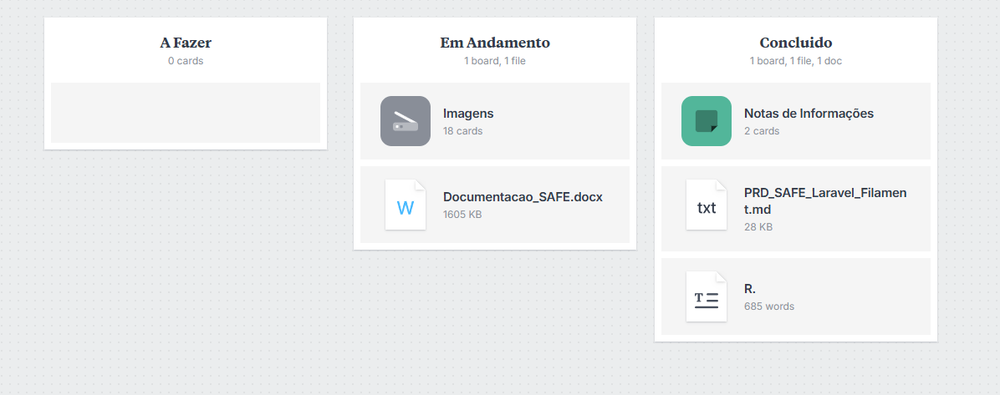 A Fazer
0 cards
Em Andamento
1 board, 1 file
Imagens
18 cards
W
Documentacao_SAFE.docx
1605 KB
Concluido
1 board, 1 file, 1 doc
Notas de Informações
2 cards
txt
PRD_SAFE_Laravel_Filamen
t.md
28 KB
T
R.
685 words